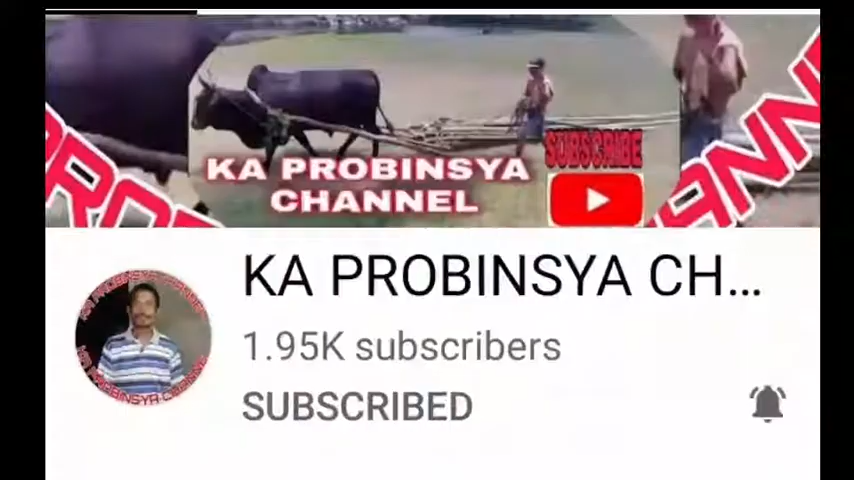 KA PROBINSYA
CHANNEL
SUBSCRIBE
KA PROBINSYA CH...
1.95K subscribers
SUBSCRIBED